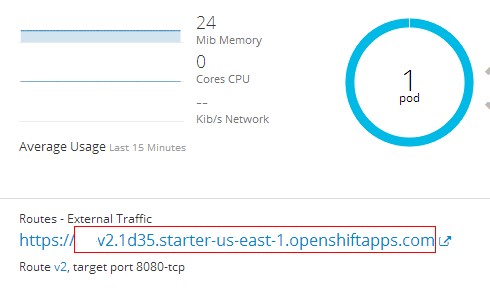 24
Mib Memory
0
Cores CPU
--
Kib/s Network
1
pod
Average Usage Last 15 Minutes
Routes - External Traffic
https:// v2.1d35.starter-us-east-1.openshiftapps.com
Route v2, target port 8080-tcp